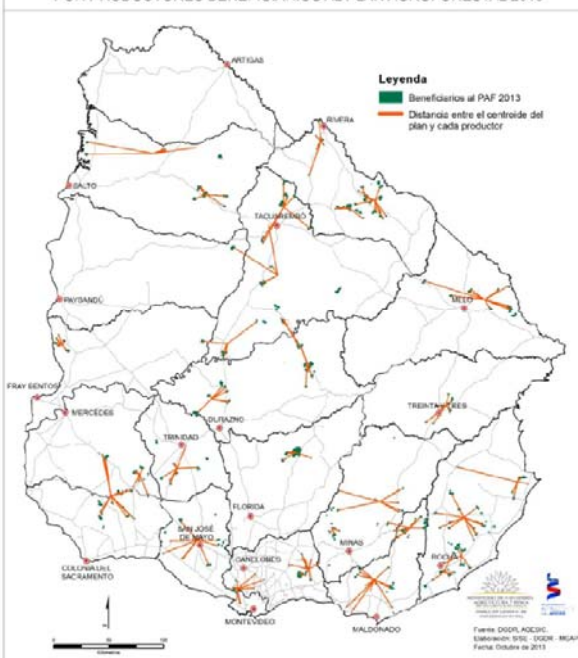 ARTIGAS
Leyenda
Beneficiarios al PAF 2013
Distancia entre el centroide del
plan y cada productor
RIVERA
SALTO
TACUAREMBÓ
PAYSANDÚ
MELO
FRAY BENTOS
MERCEDES
TREINTA Y TRES
DURAZNO
TRINIDAD
FLORIDA
SAN JOSÉ
DE MAYO
MINAS
CANELONES
ROCHA
COLONIA DEL
SACRAMENTO
MONTEVIDEO
MALDONADO
Fuente: DGDR, AGESIC.
Fecha: Octubre de 2013